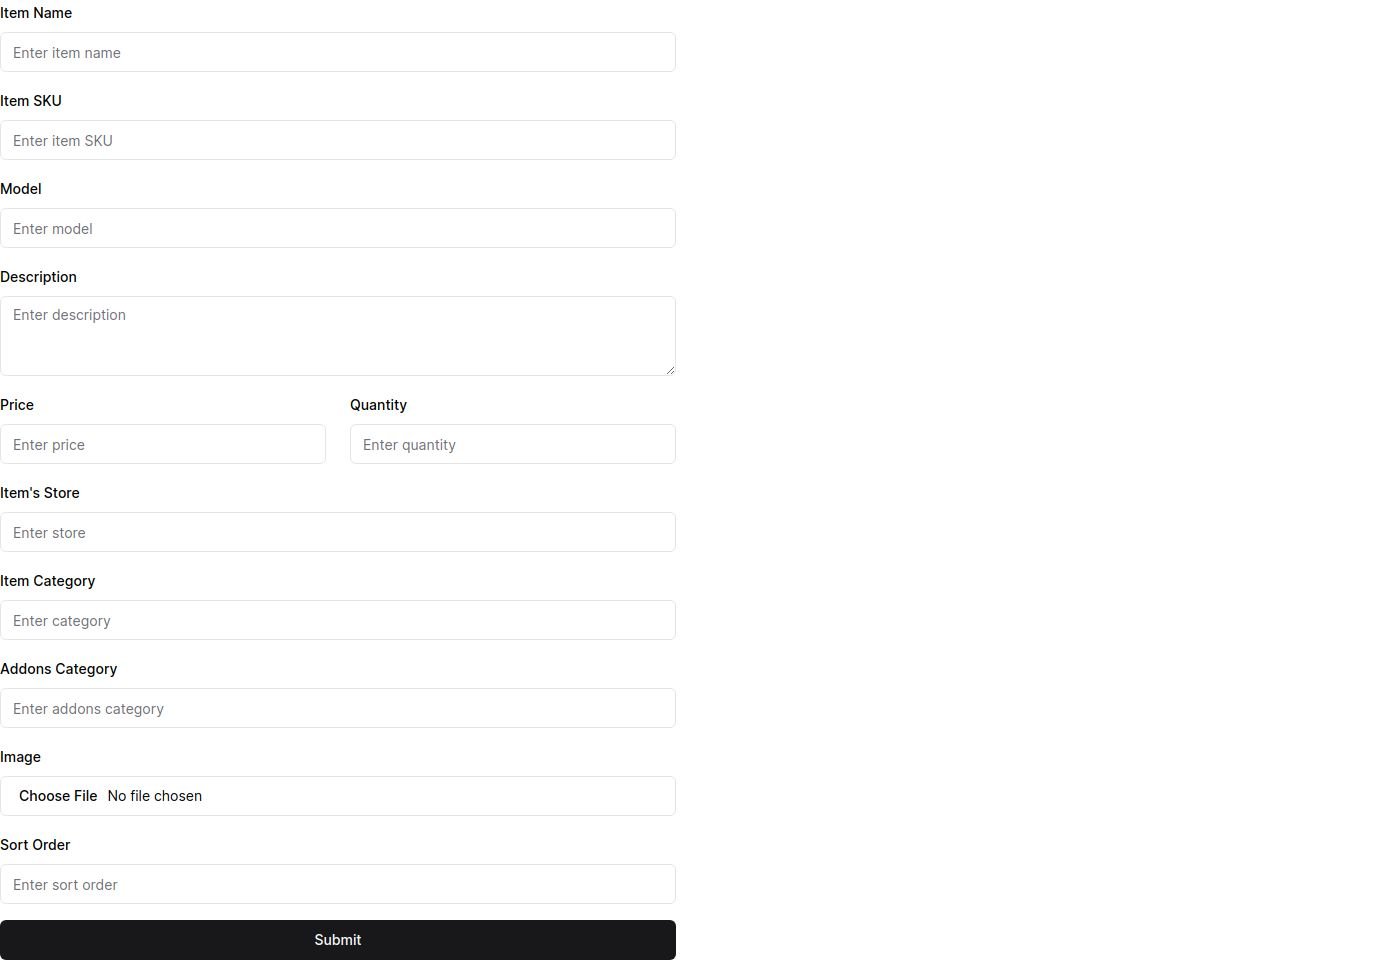 Item Name
Enter item name
Item SKU
Enter item SKU
Model
Enter model
Description
Enter description
Price
Quantity
Enter price
Enter quantity
Item's Store
Enter store
Item Category
Enter category
Addons Category
Enter addons category
Image
Choose File No file chosen
Sort Order
Enter sort order
Submit